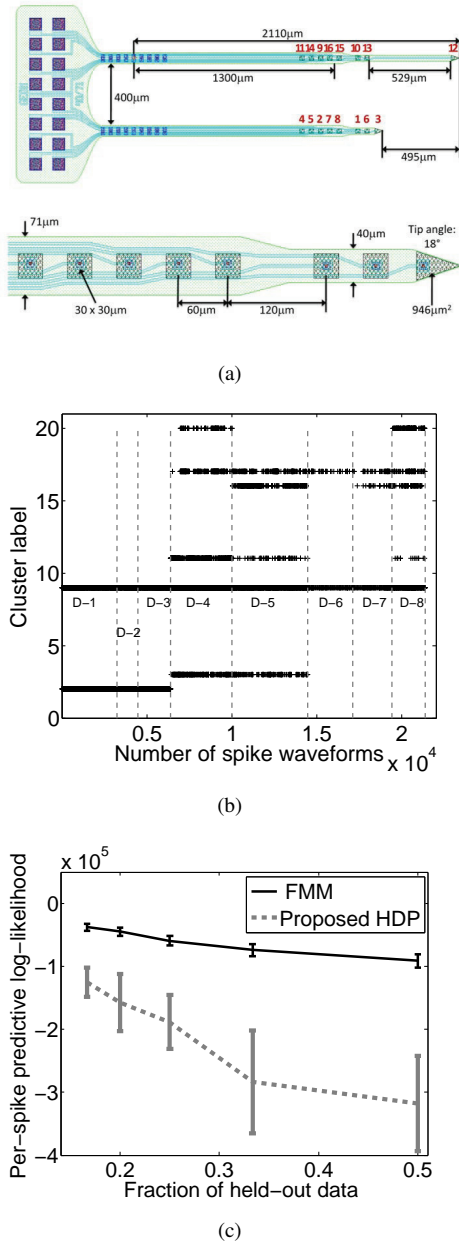 2110μm
11 14 9 16 15 10 13 12
1300μm
529μm
400μm
4 5 2 7 8 1 6 3
495μm
71μm
40μm
Tip angle:
18°
30 x 30μm
60μm
120μm
946μm²
(a)
20
15
10
5
0
Cluster label
D-1
D-2
D-3
D-4
D-5
D-6
D-7
D-8
0.5 1 1.5 2
Number of spike waveforms
x 10⁴
(b)
x 10⁵
0
-1
-2
-3
-4
Per-spike predictive log-likelihood
FMM
Proposed HDP
0.2 0.3 0.4 0.5
Fraction of held-out data
(c)